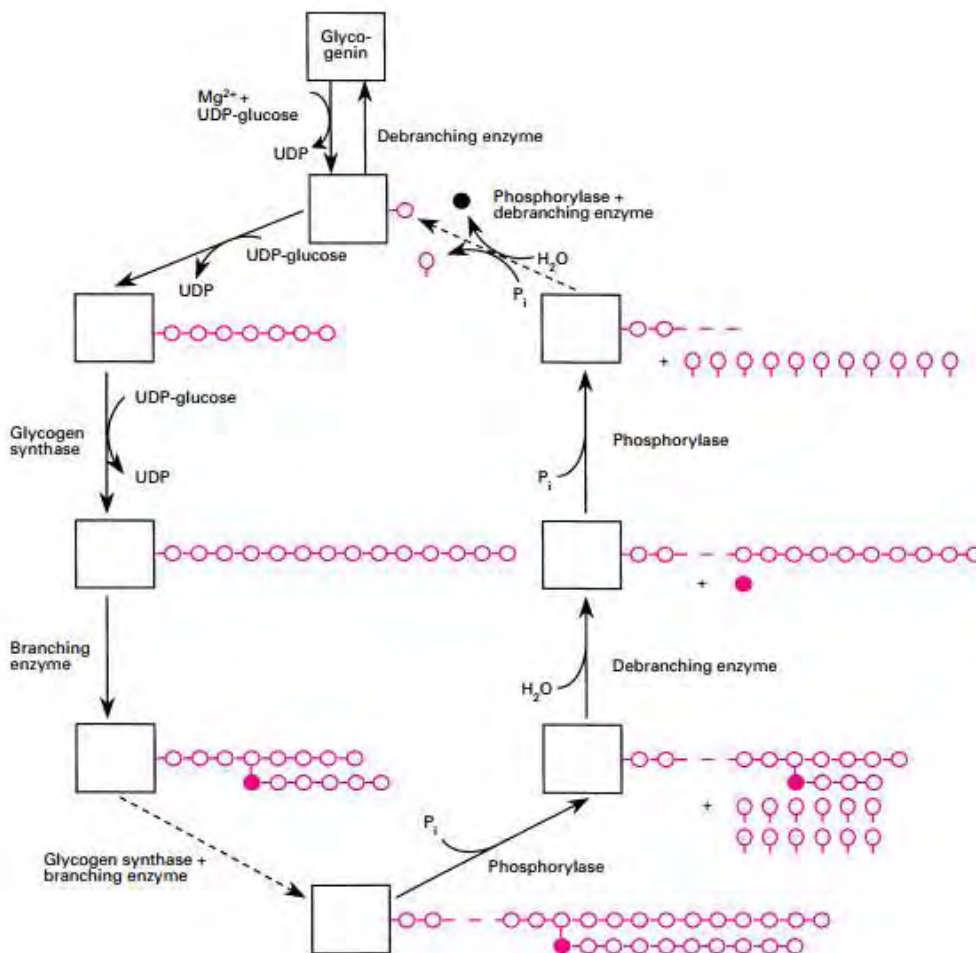 Glyco-
genin
Mg²⁺ +
UDP-glucose
UDP
Debranching enzyme
Phosphorylase +
debranching enzyme
UDP-glucose
UDP
H₂O
Pᵢ
+
UDP-glucose
Glycogen
synthase
UDP
Phosphorylase
Pᵢ
+
Branching
enzyme
Debranching enzyme
H₂O
+
Pᵢ
Glycogen synthase +
branching enzyme
Phosphorylase